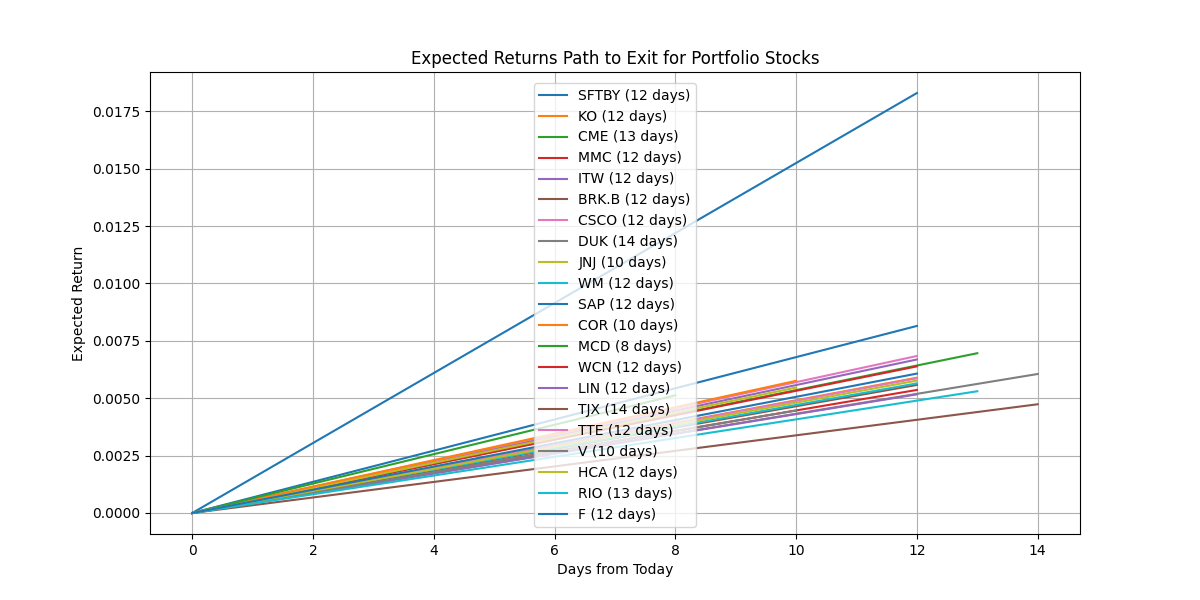 Expected Returns Path to Exit for Portfolio Stocks
Expected Return
0.0175
0.0150
0.0125
0.0100
0.0075
0.0050
0.0025
0.0000
SFTBY (12 days)
KO (12 days)
CME (13 days)
MMC (12 days)
ITW (12 days)
BRK.B (12 days)
CSCO (12 days)
DUK (14 days)
JNJ (10 days)
WM (12 days)
SAP (12 days)
COR (10 days)
MCD (8 days)
WCN (12 days)
LIN (12 days)
TJX (14 days)
TTE (12 days)
V (10 days)
HCA (12 days)
RIO (13 days)
F (12 days)
0 2 4 6 8 10 12 14
Days from Today